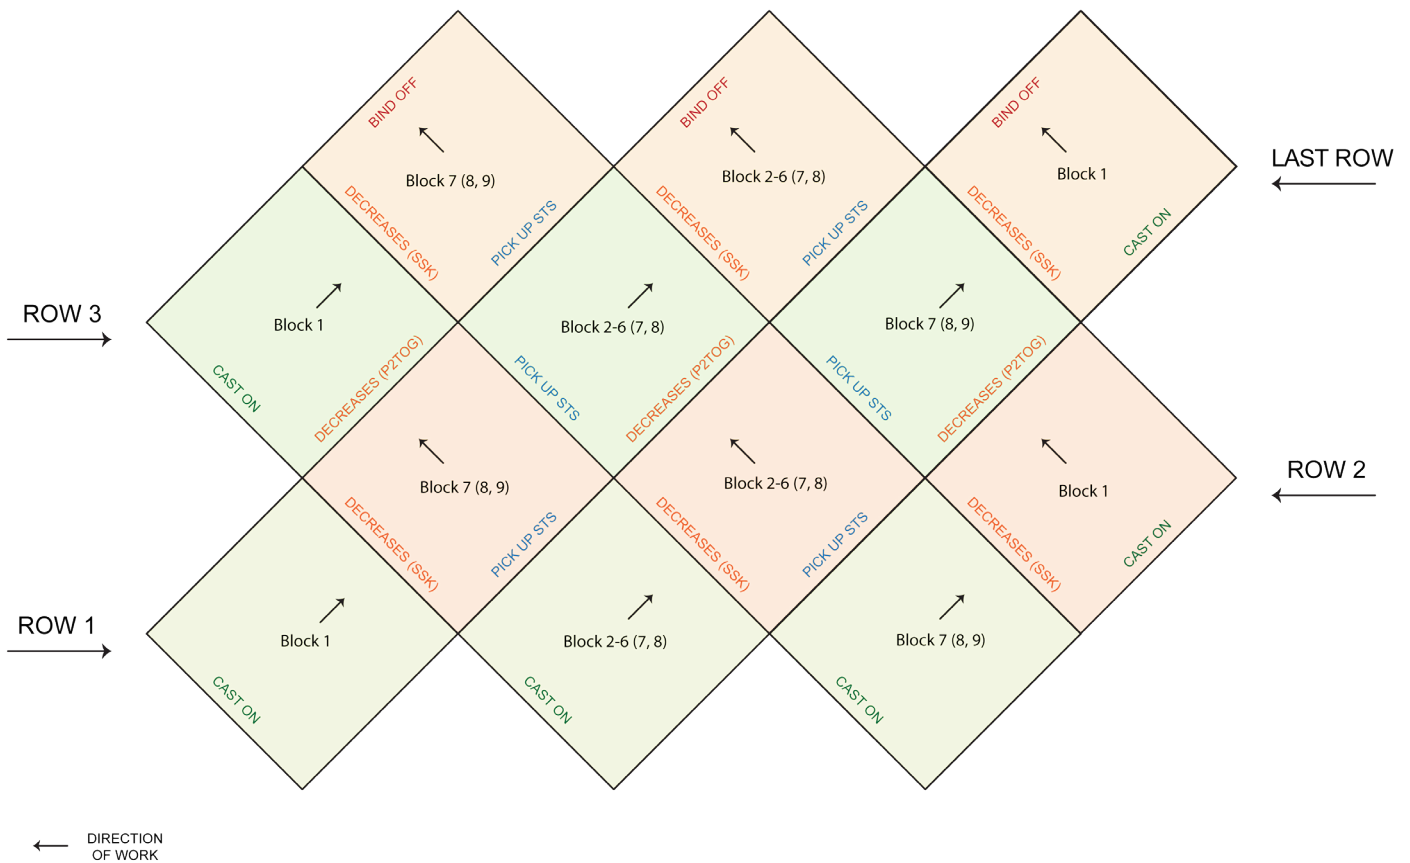 BIND OFF
BIND OFF
BIND OFF
Block 7 (8, 9)
Block 2-6 (7, 8)
Block 1
LAST ROW
DECREASES (SSK)
PICK UP STS
DECREASES (SSK)
PICK UP STS
DECREASES (SSK)
CAST ON
ROW 3
Block 1
Block 2-6 (7, 8)
Block 7 (8, 9)
CAST ON
DECREASES (P2TOG)
PICK UP STS
DECREASES (P2TOG)
PICK UP STS
DECREASES (P2TOG)
Block 7 (8, 9)
Block 2-6 (7, 8)
Block 1
ROW 2
DECREASES (SSK)
PICK UP STS
DECREASES (SSK)
PICK UP STS
DECREASES (SSK)
CAST ON
ROW 1
Block 1
Block 2-6 (7, 8)
Block 7 (8, 9)
CAST ON
CAST ON
CAST ON
DIRECTION
OF WORK